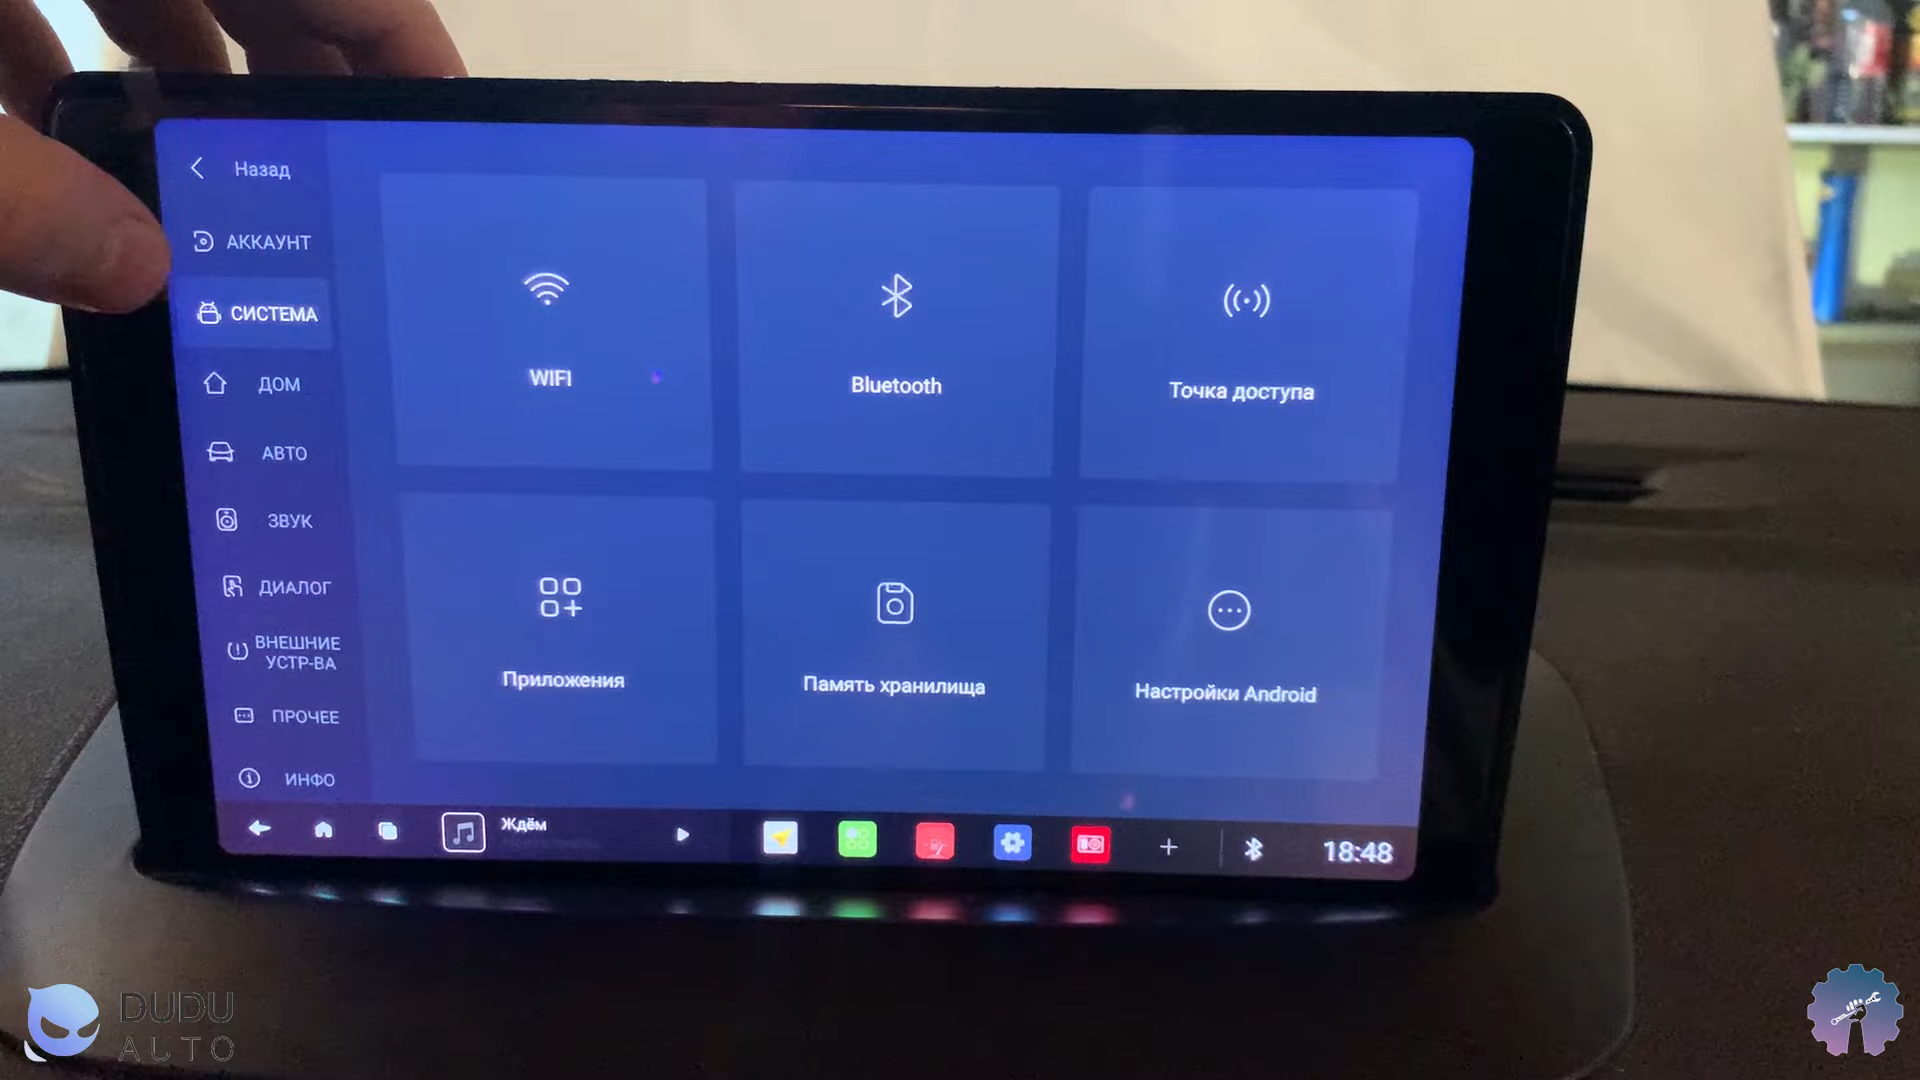 Назад
АККАУНТ
СИСТЕМА
ДОМ
АВТО
ЗВУК
ДИАЛОГ
ВНЕШНИЕ
УСТР-ВА
ПРОЧЕЕ
ИНФО
WIFI
Bluetooth
Точка доступа
Приложения
Память хранилища
Настройки Android
Ждём
18:48
DUDU
AUTO